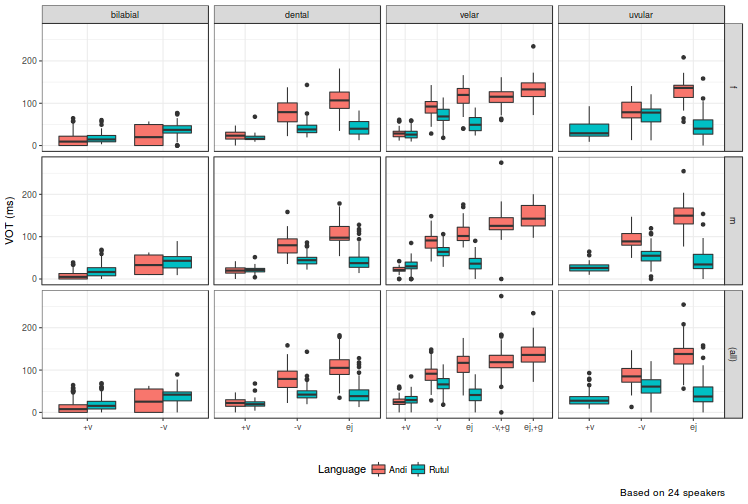 bilabial dental velar uvular
200
100
0
f
200
100
0
m
VOT (ms)
200
100
0
(all)
+v -v +v -v ej +v -v ej -v,+g ej,+g +v -v ej
Language Andi Rutul
Based on 24 speakers